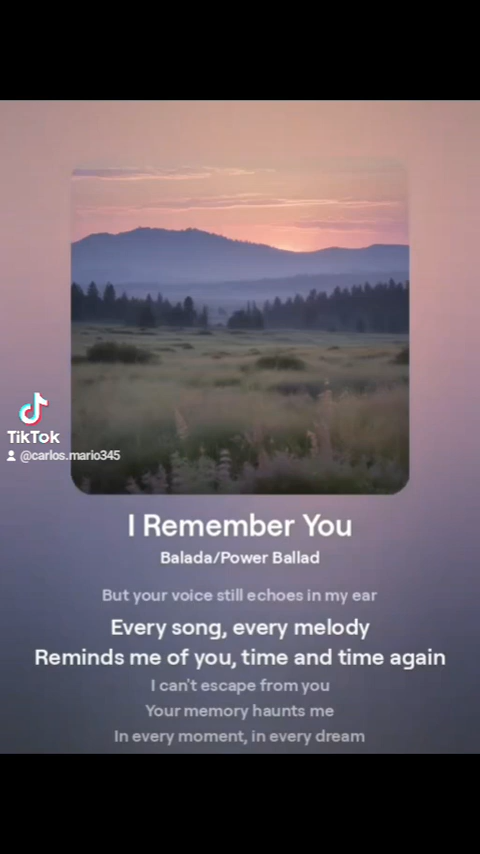 TikTok
@carlos.mario345
I Remember You
Balada/Power Ballad
But your voice still echoes in my ear
Every song, every melody
Reminds me of you, time and time again
I can't escape from you
Your memory haunts me
In every moment, in every dream